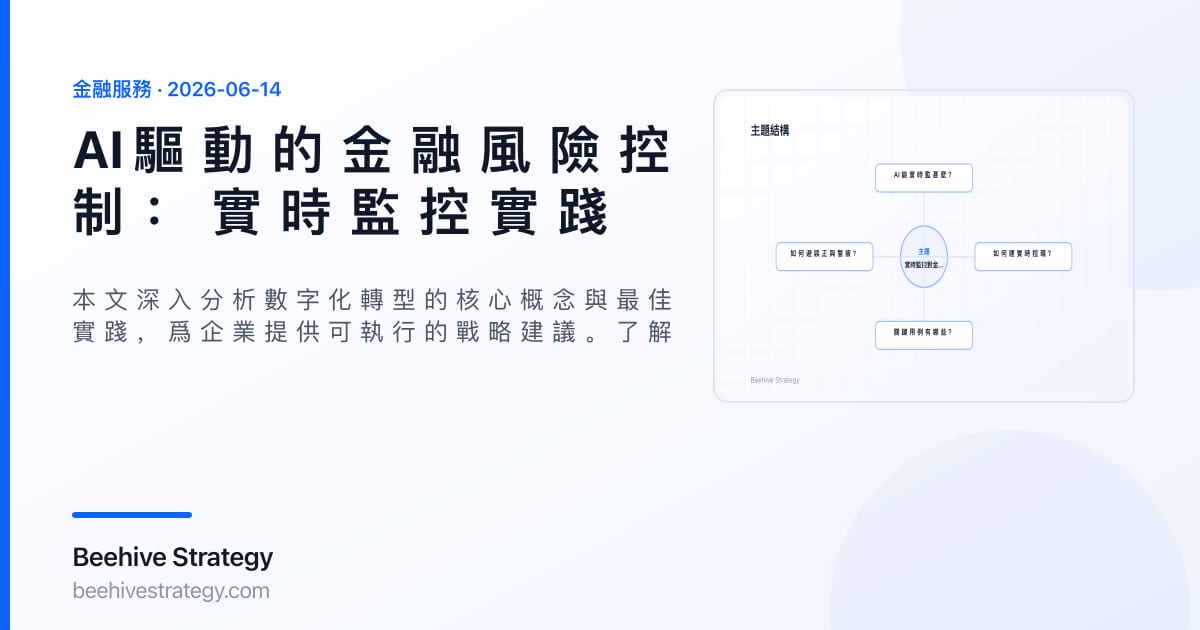 金融服務 · 2026-06-14
AI驅動的金融風險控
制：實時監控實踐
本文深入分析數字化轉型的核心概念與最佳
實踐，爲企業提供可執行的戰略建議。了解
Beehive Strategy
beehivestrategy.com
主題結構
AI能實時監甚麼？
如何避誤正與警疲？
主題
實時監控對金…
如何建實時控環？
關鍵用例有哪些？
Beehive Strategy